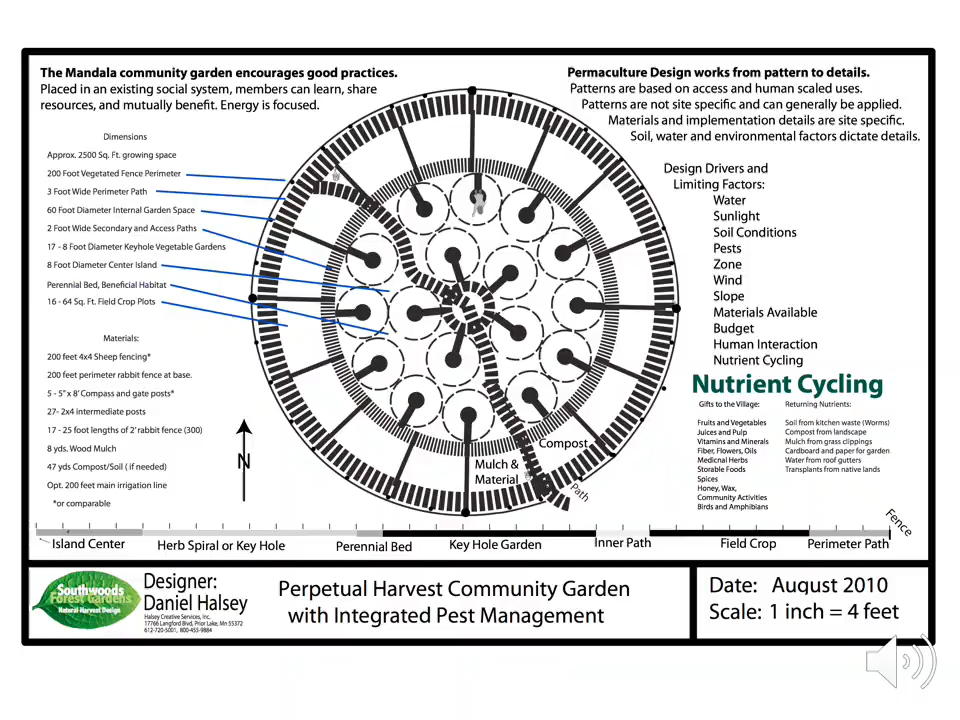 The Mandala community garden encourages good practices.
Placed in an existing social system, members can learn, share
resources, and mutually benefit. Energy is focused.
Permaculture Design works from pattern to details.
Patterns are based on access and human scaled uses.
Patterns are not site specific and can generally be applied.
Materials and implementation details are site specific.
Soil, water and environmental factors dictate details.
Dimensions
Approx. 2500 Sq. Ft. growing space
200 Foot Vegetated Fence Perimeter
3 Foot Wide Perimeter Path
60 Foot Diameter Internal Garden Space
2 Foot Wide Secondary and Access Paths
17 - 8 Foot Diameter Keyhole Vegetable Gardens
8 Foot Diameter Center Island
Perennial Bed, Beneficial Habitat
16 - 64 Sq. Ft. Field Crop Plots
Materials:
200 feet 4x4 Sheep fencing*
200 feet perimeter rabbit fence at base.
5 - 5"x 8' Compass and gate posts*
27- 2x4 intermediate posts
17 - 25 foot lengths of 2' rabbit fence (300)
8 yds. Wood Mulch
47 yds Compost/Soil ( if needed)
Opt. 200 feet main irrigation line
*or comparable
N
Compost
Mulch &
Material
Path
Design Drivers and
Limiting Factors:
Water
Sunlight
Soil Conditions
Pests
Zone
Wind
Slope
Materials Available
Budget
Human Interaction
Nutrient Cycling
Nutrient Cycling
Gifts to the Village:
Fruits and Vegetables
Juices and Pulp
Vitamins and Minerals
Fiber, Flowers, Oils
Medicinal Herbs
Storable Foods
Spices
Honey, Wax,
Community Activities
Birds and Amphibians
Returning Nutrients:
Soil from kitchen waste (Worms)
Compost from landscape
Mulch from grass clippings
Cardboard and paper for garden
Water from roof gutters
Transplants from native lands
Island Center
Herb Spiral or Key Hole
Perennial Bed
Key Hole Garden
Inner Path
Field Crop
Perimeter Path
Fence
Southwoods
Forest Gardens
Natural Harvest Design
Designer:
Daniel Halsey
Halsey Creative Services, Inc.
17766 Langford Blvd, Prior Lake, Mn 55372
612-720-5001, 800-455-9884
Perpetual Harvest Community Garden
with Integrated Pest Management
Date: August 2010
Scale: 1 inch = 4 feet